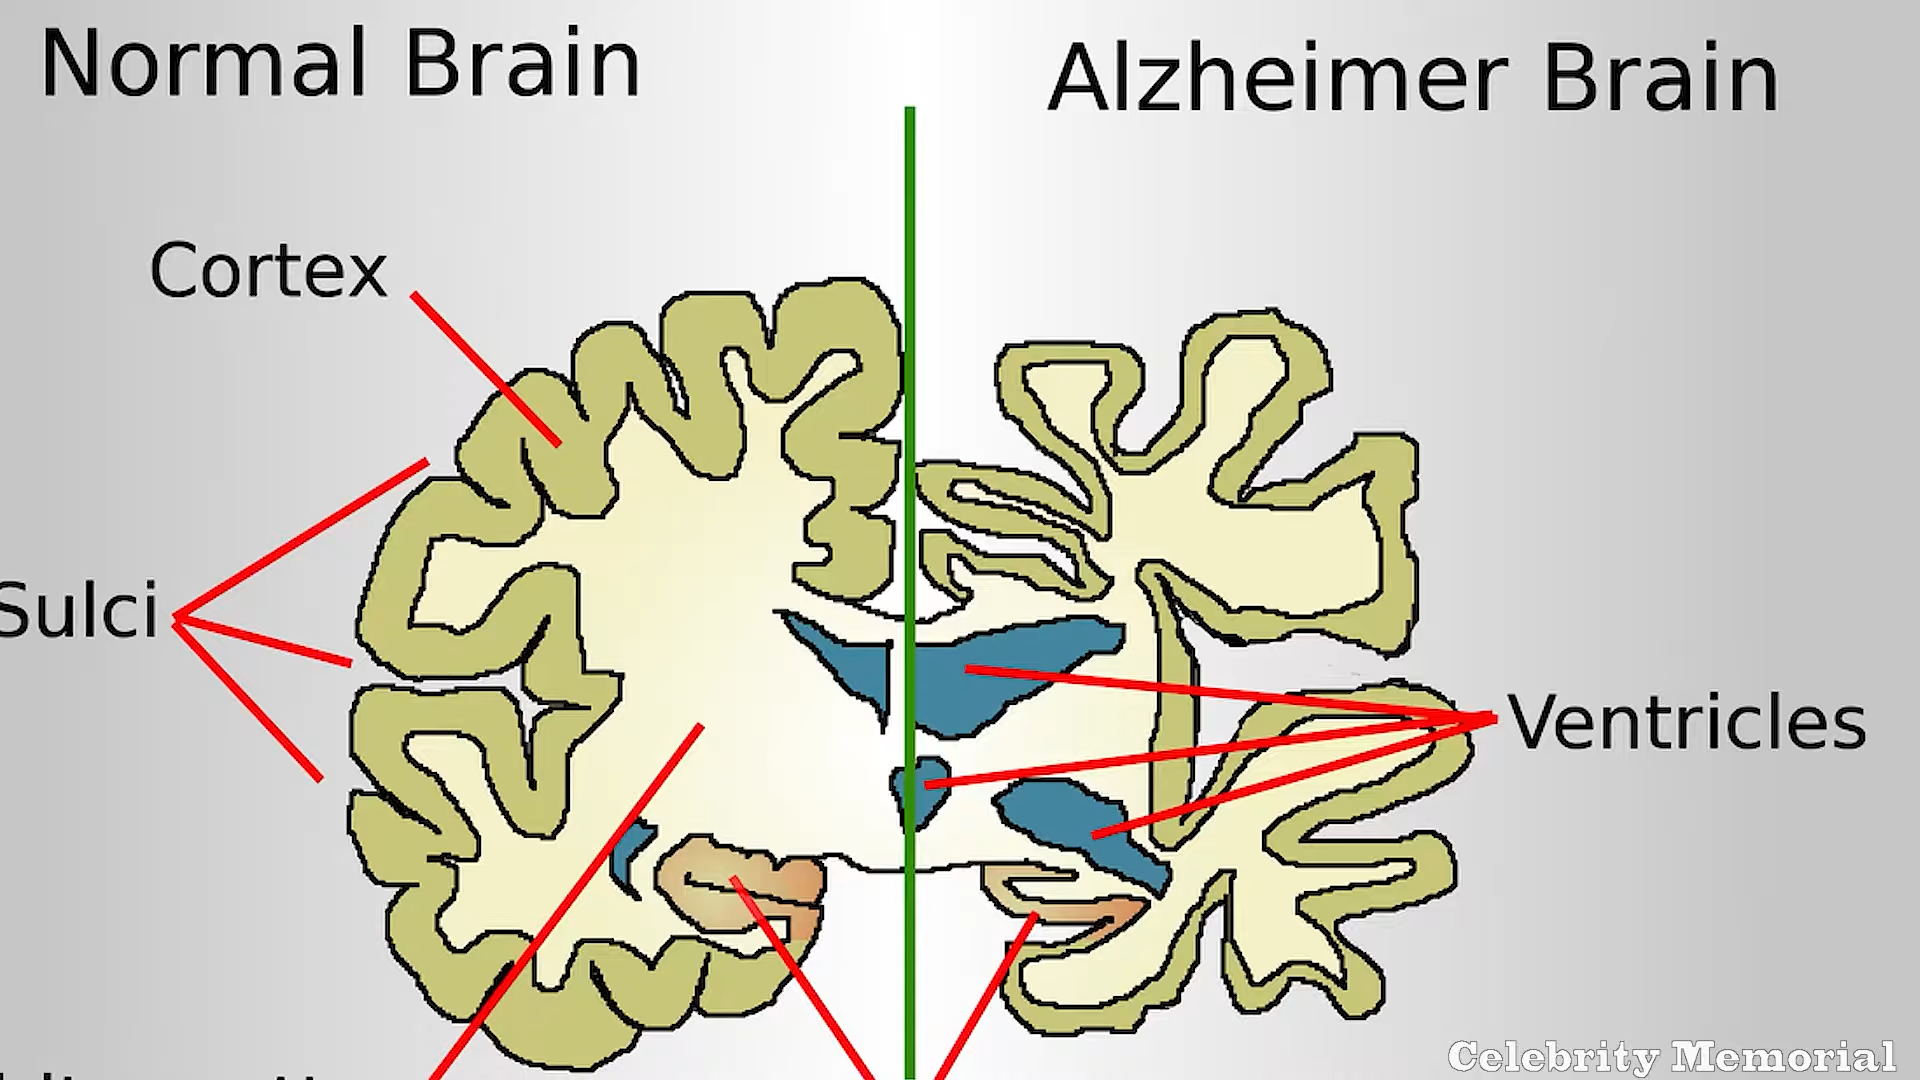 Normal Brain
Alzheimer Brain
Cortex
Sulci
Ventricles
Celebrity Memorial